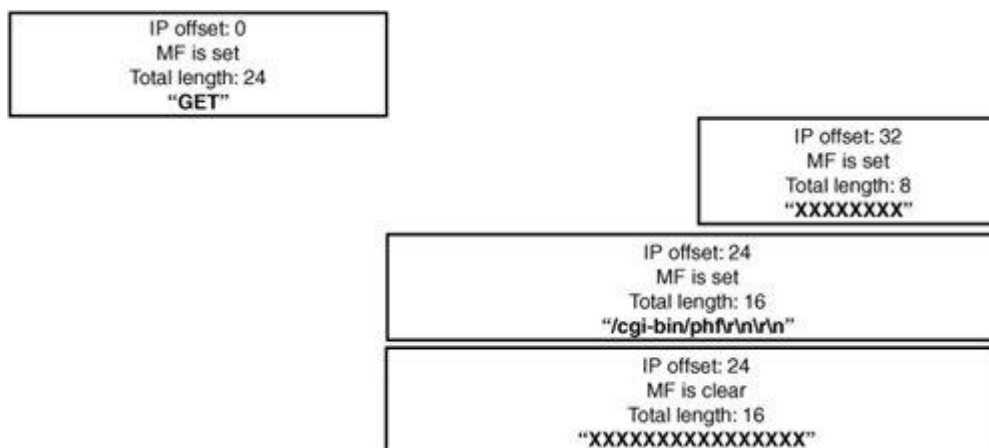 IP offset: 0
MF is set
Total length: 24
“GET”
IP offset: 32
MF is set
Total length: 8
“XXXXXXXX”
IP offset: 24
MF is set
Total length: 16
“/cgi-bin/phf\r\n\r\n”
IP offset: 24
MF is clear
Total length: 16
“XXXXXXXXXXXXXXXX”